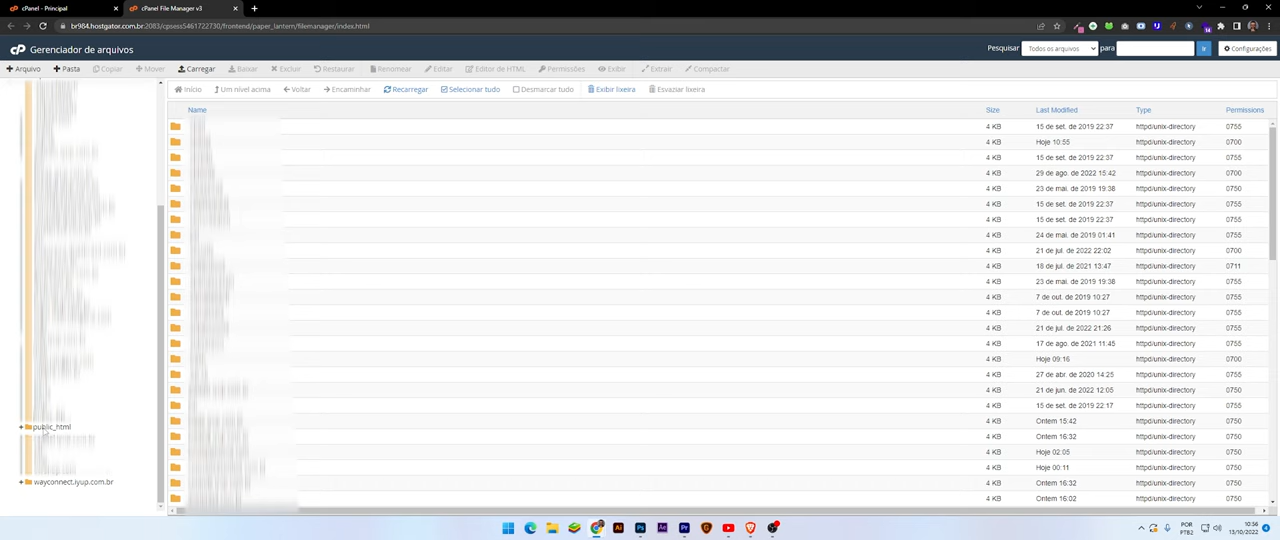 cPanel - Principal
cPanel File Manager v3
br984.hostgator.com.br:2083/cpsess5461722730/frontend/paper_lantern/filemanager/index.html
Gerenciador de arquivos
Pesquisar Todos os arquivos para Ir Configurações
Arquivo Pasta Copiar Mover Carregar Baixar Excluir Restaurar Renomear Editar Editor de HTML Permissões Exibir Extrair Compactar
Início Um nível acima Voltar Encaminhar Recarregar Selecionar tudo Desmarcar tudo Exibir lixeira Esvaziar lixeira
Name Size Last Modified Type Permissions
4 KB 15 de set. de 2019 22:37 httpd/unix-directory 0755
4 KB Hoje 10:55 httpd/unix-directory 0700
4 KB 15 de set. de 2019 22:37 httpd/unix-directory 0755
4 KB 29 de ago. de 2022 15:42 httpd/unix-directory 0700
4 KB 23 de mai. de 2019 19:38 httpd/unix-directory 0750
4 KB 15 de set. de 2019 22:37 httpd/unix-directory 0755
4 KB 15 de set. de 2019 22:37 httpd/unix-directory 0755
4 KB 24 de mai. de 2019 01:41 httpd/unix-directory 0755
4 KB 21 de jul. de 2022 22:02 httpd/unix-directory 0700
4 KB 18 de jul. de 2021 13:47 httpd/unix-directory 0711
4 KB 23 de mai. de 2019 19:38 httpd/unix-directory 0750
4 KB 7 de out. de 2019 10:27 httpd/unix-directory 0755
4 KB 7 de out. de 2019 10:27 httpd/unix-directory 0755
4 KB 21 de jul. de 2022 21:26 httpd/unix-directory 0755
4 KB 17 de ago. de 2021 11:45 httpd/unix-directory 0755
4 KB Hoje 09:16 httpd/unix-directory 0700
4 KB 27 de abr. de 2020 14:25 httpd/unix-directory 0755
4 KB 21 de jun. de 2022 12:05 httpd/unix-directory 0750
4 KB 15 de set. de 2019 22:17 httpd/unix-directory 0755
4 KB Ontem 15:42 httpd/unix-directory 0750
public_html
4 KB Ontem 16:32 httpd/unix-directory 0750
4 KB Hoje 02:05 httpd/unix-directory 0750
4 KB Hoje 00:11 httpd/unix-directory 0750
wayconnect.iyup.com.br
4 KB Ontem 16:32 httpd/unix-directory 0750
4 KB Ontem 16:02 httpd/unix-directory 0750
POR
PTB2
10:56
13/10/2022